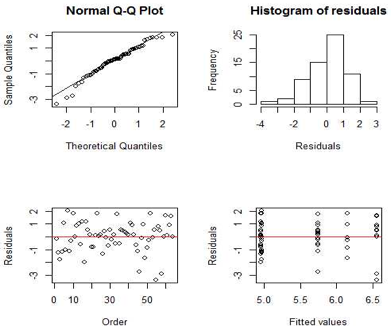 Normal Q-Q Plot
Sample Quantiles
-3 -1 1 2
-2 -1 0 1 2
Theoretical Quantiles
Histogram of residuals
Frequency
0 5 15 25
-4 -2 0 1 2 3
Residuals
Residuals
-3 -1 1 2
0 10 30 50
Order
Residuals
-3 -1 1 2
5.0 5.5 6.0 6.5
Fitted values